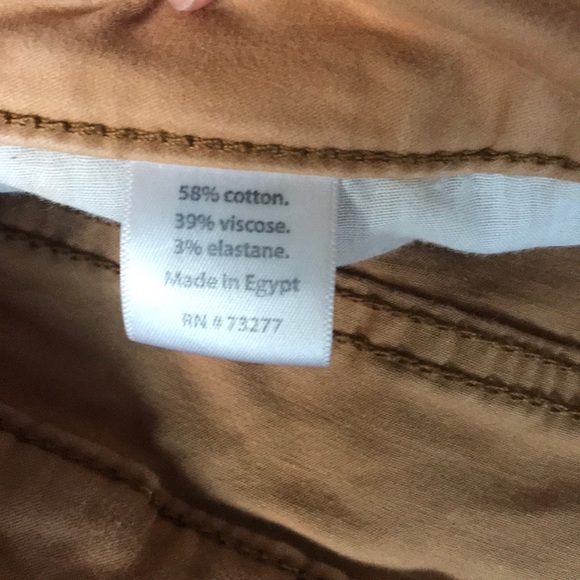 58% cotton.
39% viscose.
3% elastane.
Made in Egypt
RN # 73277